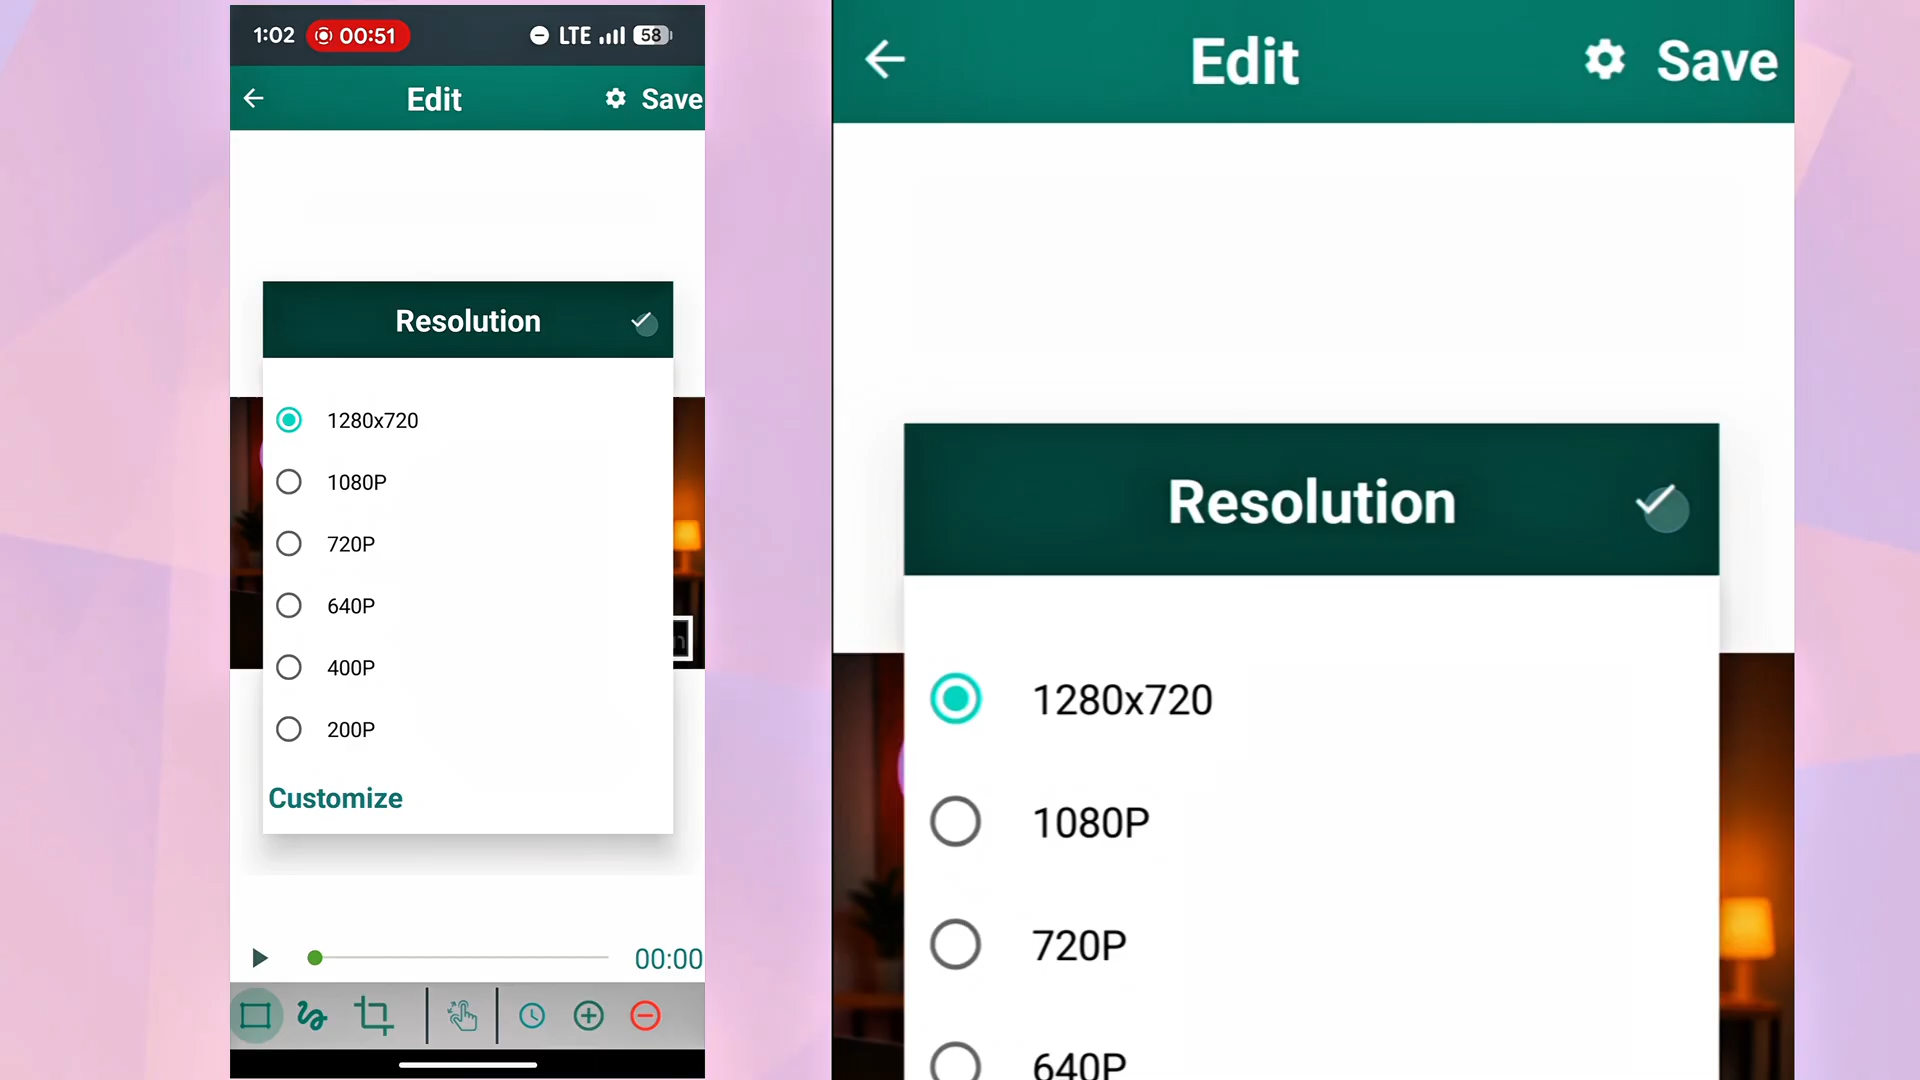 1:02 00:51 LTE 58
Edit Save
Resolution
1280x720
1080P
720P
640P
400P
200P
Customize
n
00:00
Edit Save
Resolution
1280x720
1080P
720P
640P